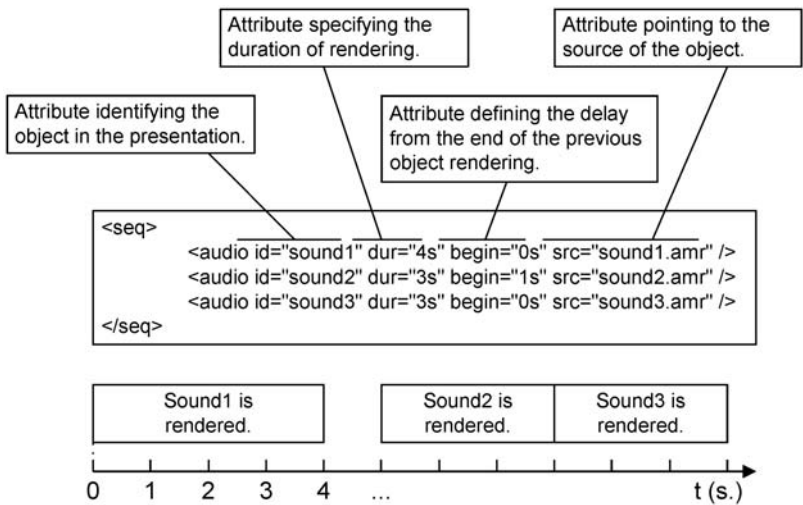 Attribute specifying the
duration of rendering.
Attribute pointing to the
source of the object.
Attribute identifying the
object in the presentation.
Attribute defining the delay
from the end of the previous
object rendering.
<seq>
<audio id="sound1" dur="4s" begin="0s" src="sound1.amr" />
<audio id="sound2" dur="3s" begin="1s" src="sound2.amr" />
<audio id="sound3" dur="3s" begin="0s" src="sound3.amr" />
</seq>
Sound1 is
rendered.
Sound2 is
rendered.
Sound3 is
rendered.
0 1 2 3 4 ... t (s.)